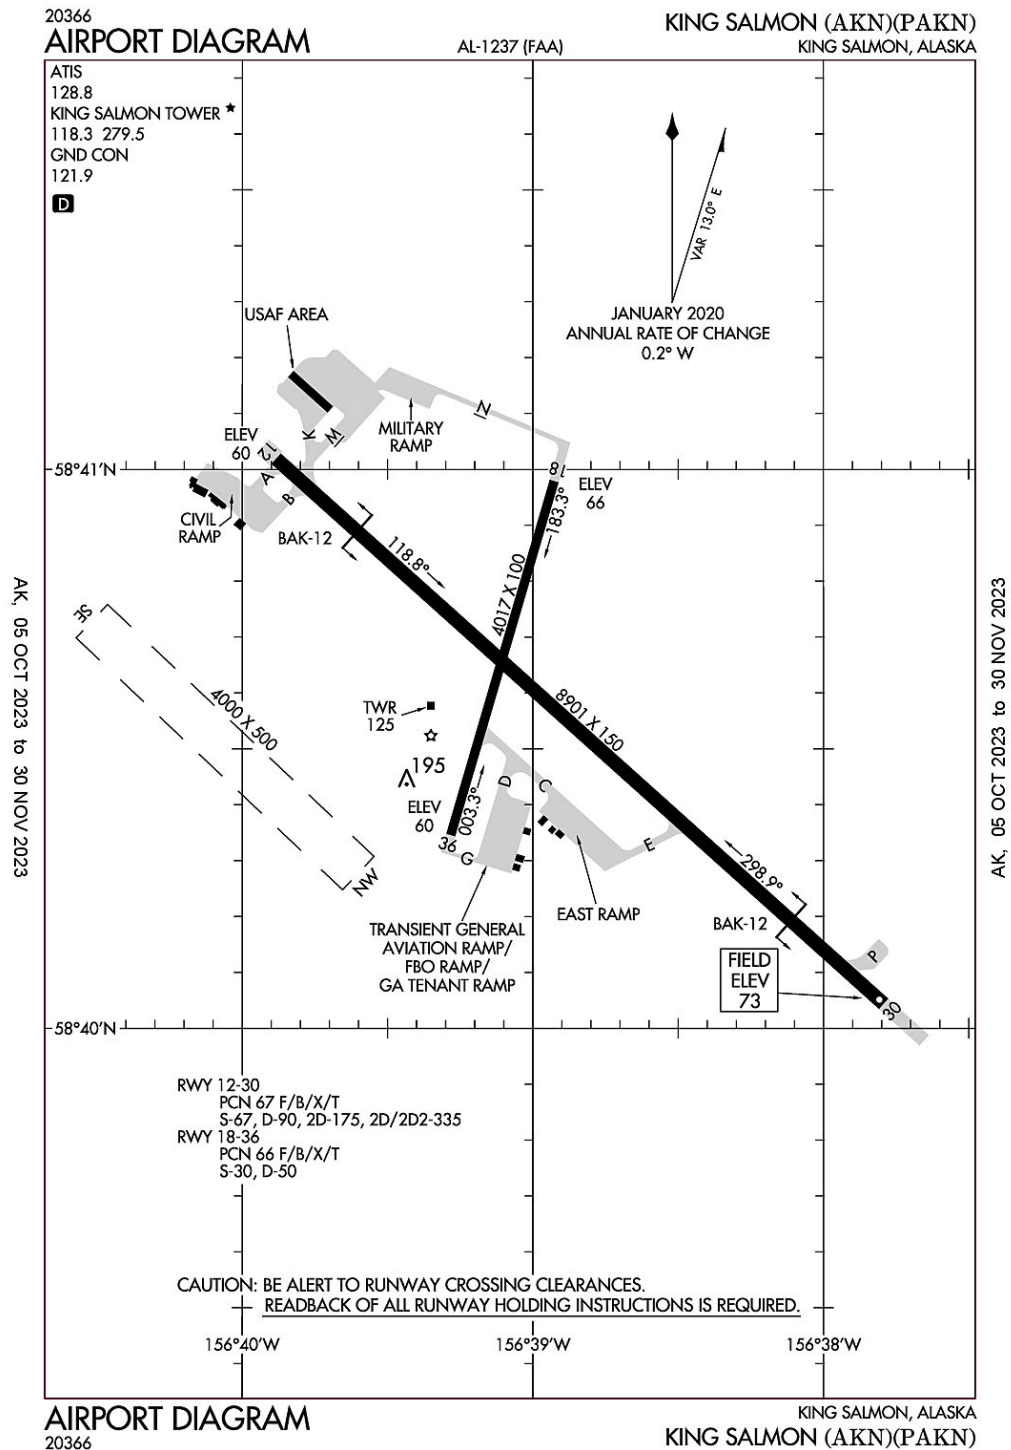 20366
AIRPORT DIAGRAM
AL-1237 (FAA)
KING SALMON (AKN)(PAKN)
KING SALMON, ALASKA
ATIS
128.8
KING SALMON TOWER
118.3 279.5
GND CON
121.9
D
VAR 13.0° E
JANUARY 2020
ANNUAL RATE OF CHANGE
0.2° W
USAF AREA
N
MILITARY
RAMP
K
M
ELEV
60
12
A
B
58°41'N
18
ELEV
66
183.3°
CIVIL
RAMP
BAK-12
118.8°
4017 X 100
AK, 05 OCT 2023 to 30 NOV 2023
AK, 05 OCT 2023 to 30 NOV 2023
SE
4000 X 500
NW
8901 X 150
TWR
125
195
ELEV
60
003.3°
36
G
D
C
E
298.9°
EAST RAMP
BAK-12
TRANSIENT GENERAL
AVIATION RAMP/
FBO RAMP/
GA TENANT RAMP
P
FIELD
ELEV
73
30
58°40'N
RWY 12-30
PCN 67 F/B/X/T
S-67, D-90, 2D-175, 2D/2D2-335
RWY 18-36
PCN 66 F/B/X/T
S-30, D-50
CAUTION: BE ALERT TO RUNWAY CROSSING CLEARANCES.
READBACK OF ALL RUNWAY HOLDING INSTRUCTIONS IS REQUIRED.
156°40'W
156°39'W
156°38'W
AIRPORT DIAGRAM
20366
KING SALMON, ALASKA
KING SALMON (AKN)(PAKN)